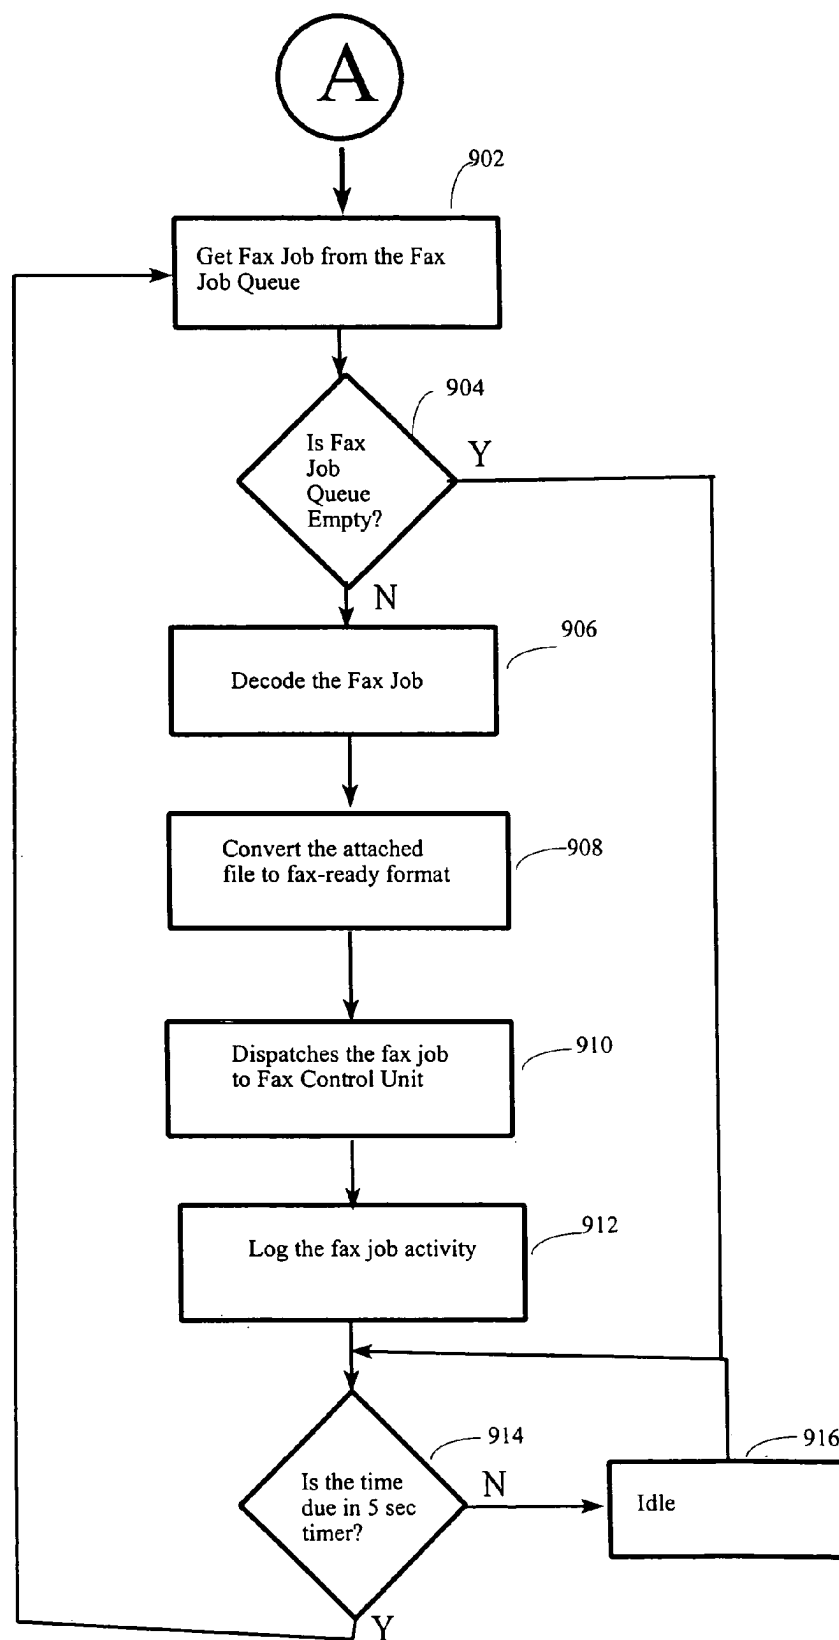 A
902
Get Fax Job from the Fax
Job Queue
904
Is Fax
Job
Queue
Empty?
Y
N
906
Decode the Fax Job
Convert the attached
file to fax-ready format
908
Dispatches the fax job
to Fax Control Unit
910
Log the fax job activity
912
914
Is the time
due in 5 sec
timer?
N
916
Idle
Y